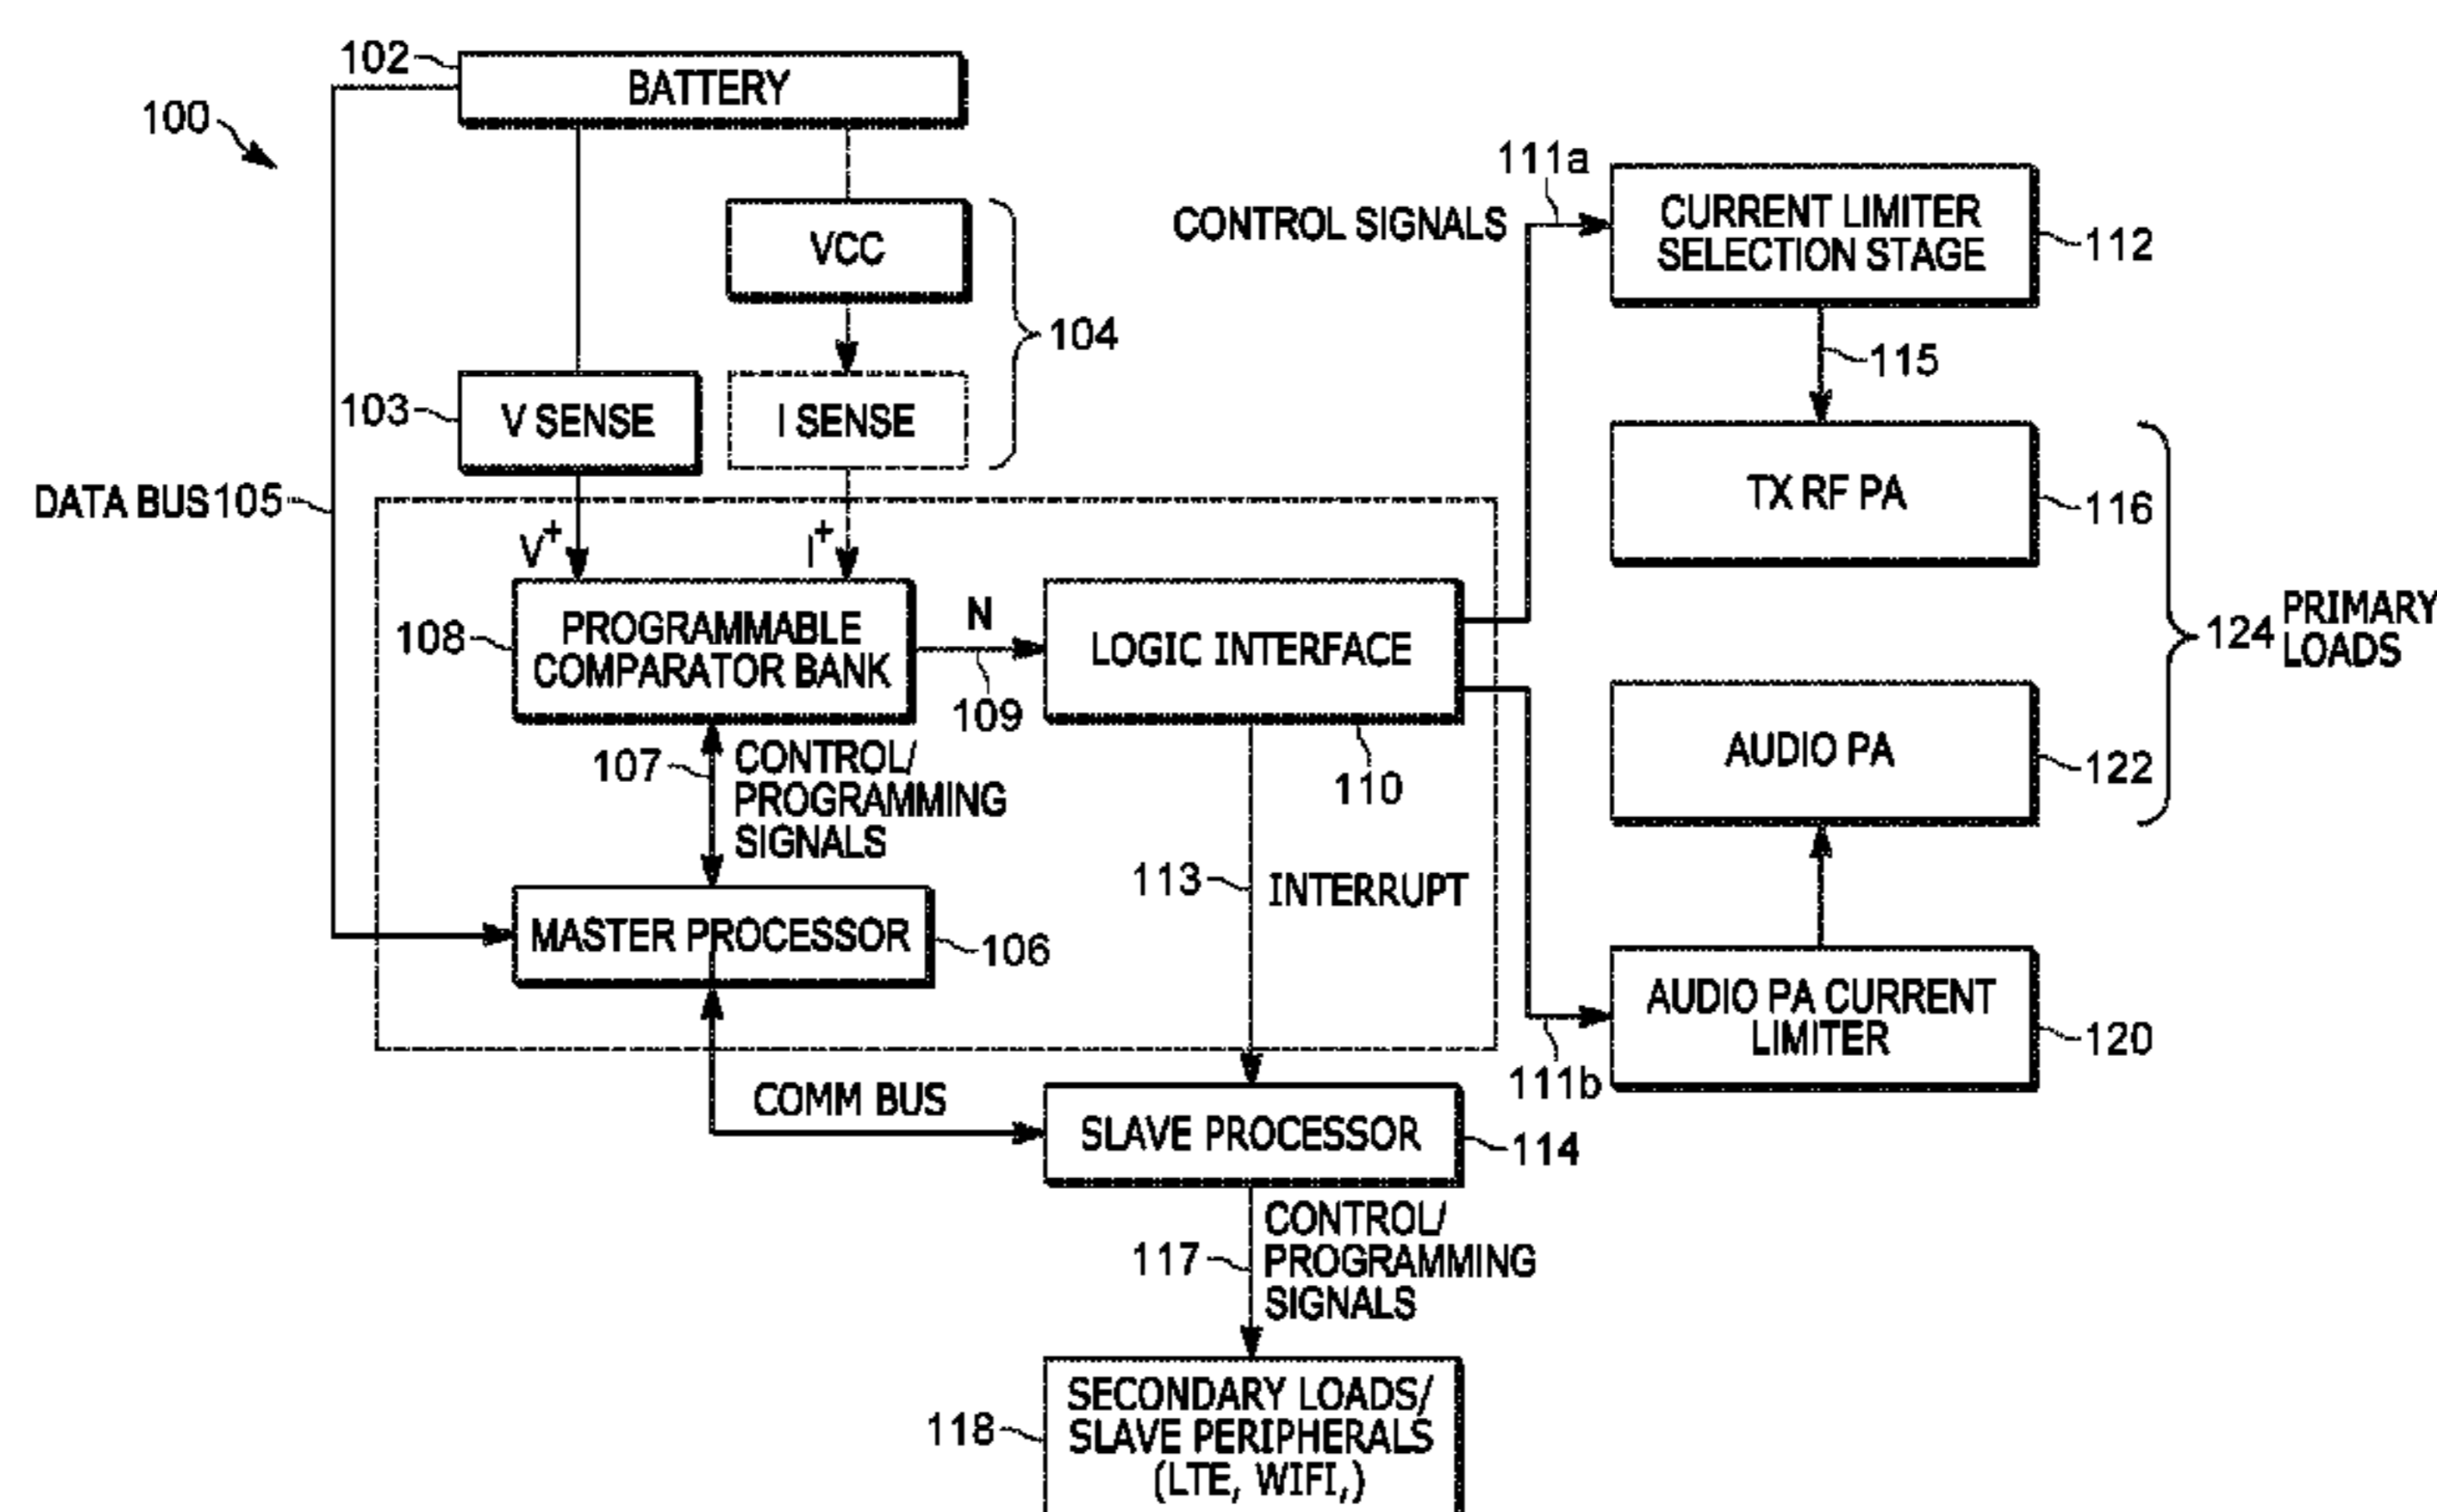 102
BATTERY
100
111a
CONTROL SIGNALS
CURRENT LIMITER
SELECTION STAGE
112
VCC
104
115
103
V SENSE
I SENSE
DATA BUS 105
TX RF PA
116
V+
I+
108
PROGRAMMABLE
COMPARATOR BANK
N
109
LOGIC INTERFACE
110
124 PRIMARY
LOADS
AUDIO PA
122
107
CONTROL/
PROGRAMMING
SIGNALS
113
INTERRUPT
MASTER PROCESSOR
106
AUDIO PA CURRENT
LIMITER
120
111b
COMM BUS
SLAVE PROCESSOR
114
117
CONTROL/
PROGRAMMING
SIGNALS
118
SECONDARY LOADS/
SLAVE PERIPHERALS
(LTE, WIFI,)